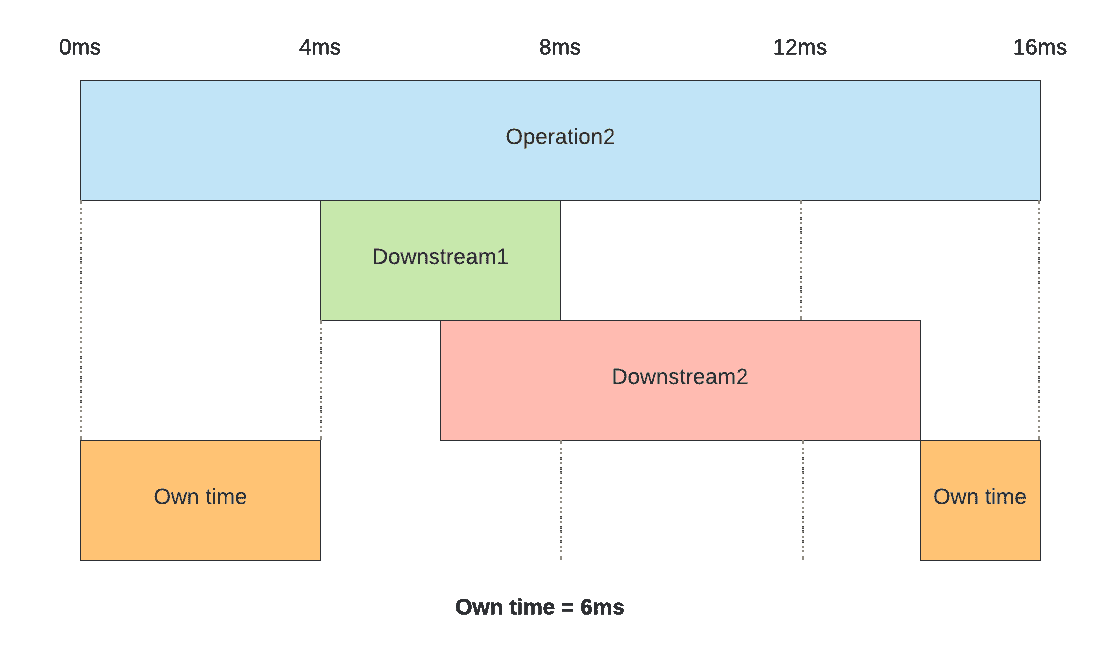 0ms 4ms 8ms 12ms 16ms
Operation2
Downstream1
Downstream2
Own time Own time
Own time = 6ms